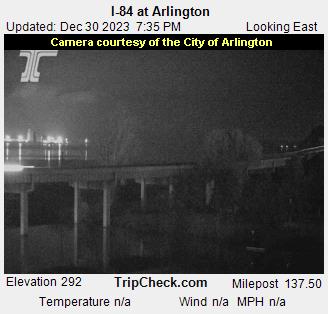 I-84 at Arlington
Updated: Dec 30 2023 7:35 PM Looking East
Camera courtesy of the City of Arlington
Elevation 292 TripCheck.com Milepost 137.50
Temperature n/a Wind n/a MPH n/a